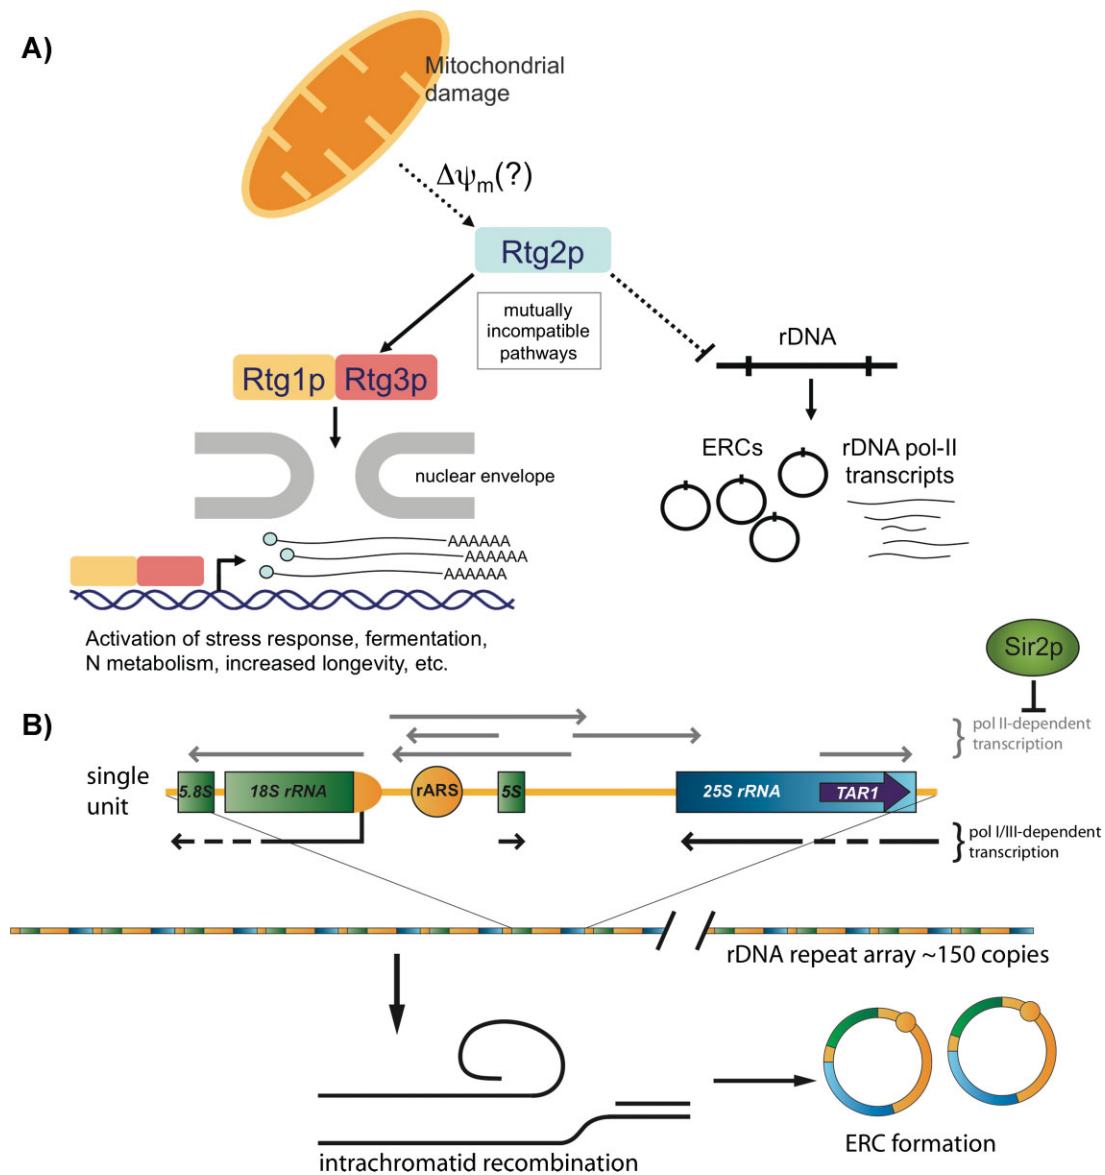 A)
Mitochondrial
damage
Δψm(?)
Rtg2p
mutually
incompatible
pathways
rDNA
Rtg1p Rtg3p
nuclear envelope
ERCs
rDNA pol-II
transcripts
AAAAAA
AAAAAA
AAAAAA
Activation of stress response, fermentation,
N metabolism, increased longevity, etc.
Sir2p
B)
pol II-dependent
transcription
single
unit
5.8S
18S rRNA
rARS
5S
25S rRNA
TAR1
pol I/III-dependent
transcription
rDNA repeat array ~150 copies
intrachromatid recombination
ERC formation